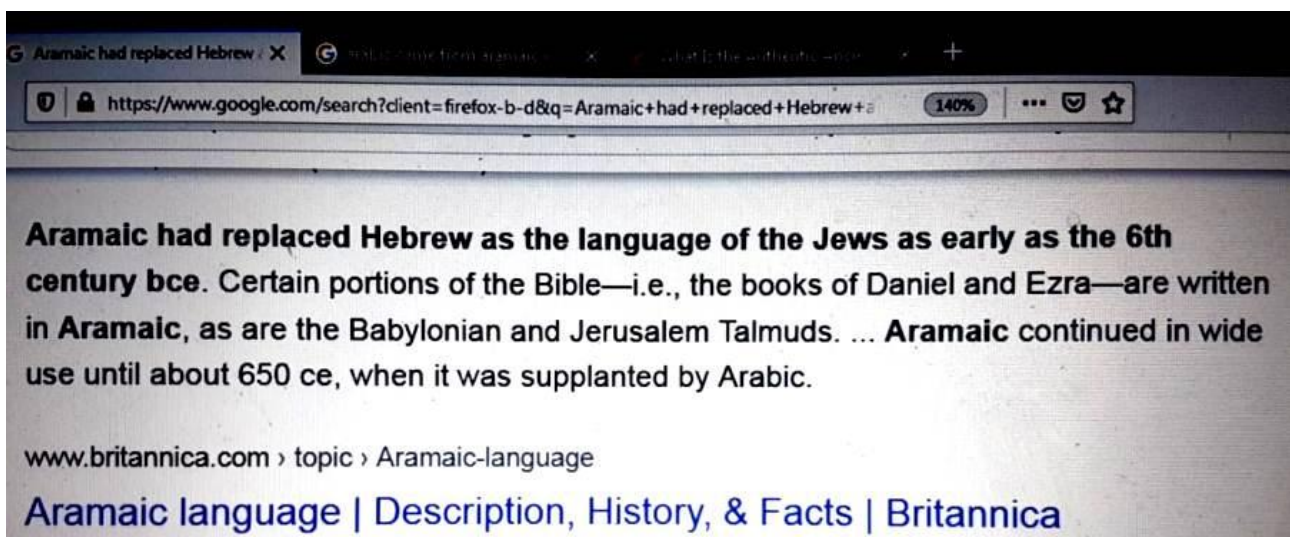 Aramaic had replaced Hebrew
https://www.google.com/search?client=firefox-b-d&q=Aramaic+had+replaced+Hebrew+a
140%
Aramaic had replaced Hebrew as the language of the Jews as early as the 6th
century bce. Certain portions of the Bible—i.e., the books of Daniel and Ezra—are written
in Aramaic, as are the Babylonian and Jerusalem Talmuds. ... Aramaic continued in wide
use until about 650 ce, when it was supplanted by Arabic.
www.britannica.com › topic › Aramaic-language
Aramaic language | Description, History, & Facts | Britannica